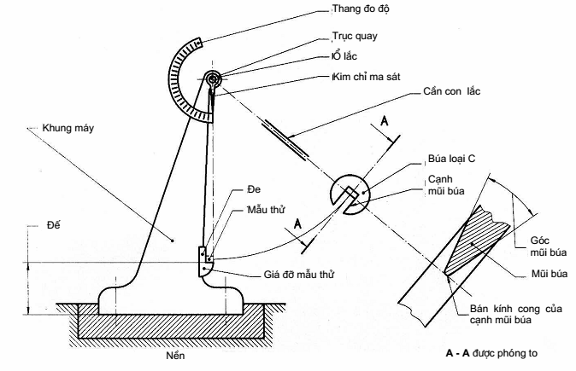 Thang đo độ
Trục quay
Ổ lắc
Kim chỉ ma sát
Cần con lắc
A
Khung máy
Búa loại C
Cạnh
mũi búa
Đe
Mẫu thử
A
Đế
Góc
mũi búa
Giá đỡ mẫu thử
Mũi búa
Bán kính cong của
cạnh mũi búa
Nền
A - A được phóng to